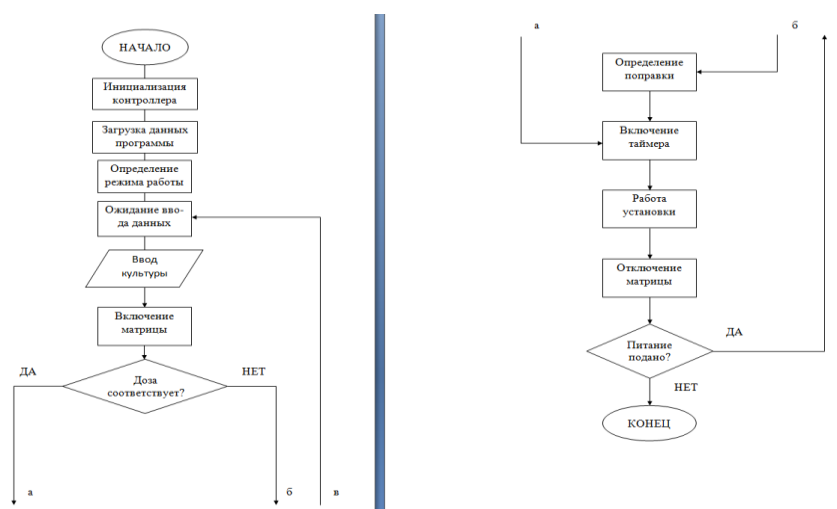 НАЧАЛО
Инициализация
контроллера
Загрузка данных
программы
Определение
режима работы
Ожидание вво-
да данных
Ввод
культуры
Включение
матрицы
ДА
Доза
соответствует?
НЕТ
а
б
в
а
б
Определение
поправки
Включение
таймера
Работа
установки
Отключение
матрицы
Питание
подано?
ДА
НЕТ
КОНЕЦ